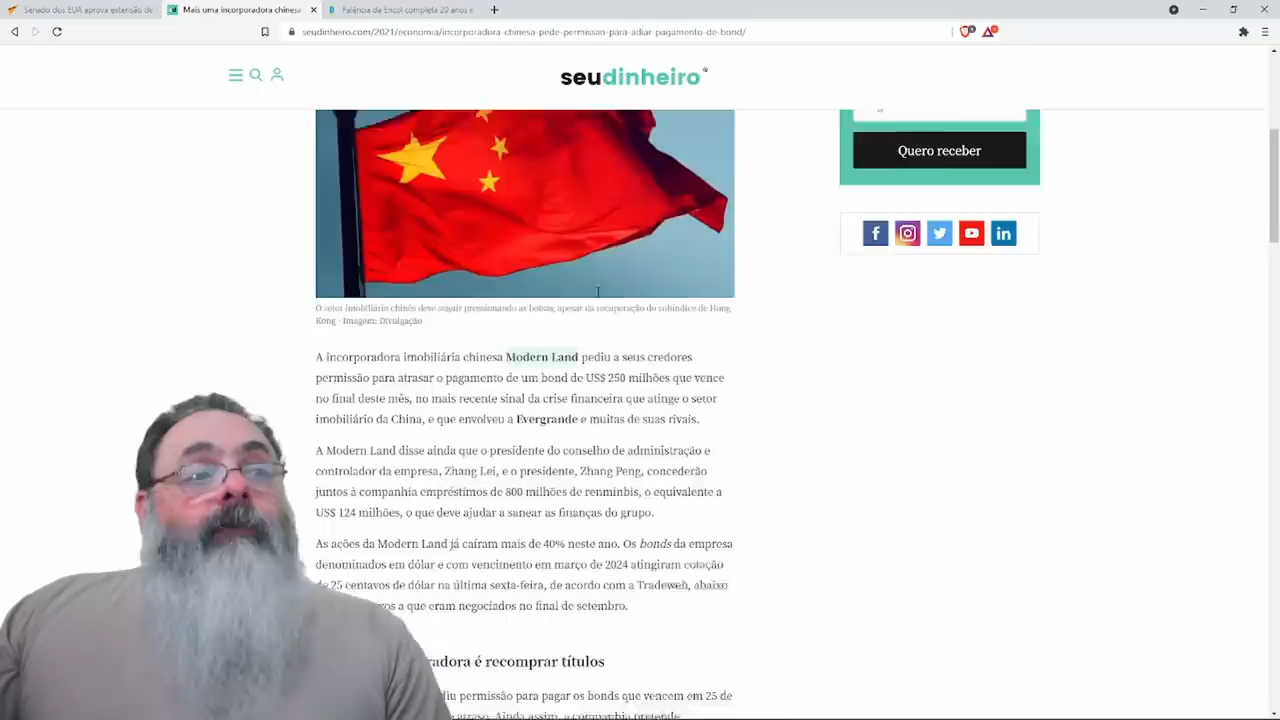 Senado dos EUA aprova extensão de
Mais uma incorporadora chinesa
Falência da Encol completa 20 anos e
seudinheiro.com/2021/economia/incorporadora-chinesa-pede-permissao-para-adiar-pagamento-de-bond/
seudinheiro
Quero receber
O setor imobiliário chinês deve seguir pressionando as bolsas, apesar da recuperação do subíndice de Hong
Kong - Imagem: Divulgação
A incorporadora imobiliária chinesa Modern Land pediu a seus credores
permissão para atrasar o pagamento de um bond de US$ 250 milhões que vence
no final deste mês, no mais recente sinal da crise financeira que atinge o setor
imobiliário da China, e que envolveu a Evergrande e muitas de suas rivais.
A Modern Land disse ainda que o presidente do conselho de administração e
controlador da empresa, Zhang Lei, e o presidente, Zhang Peng, concederão
juntos à companhia empréstimos de 800 milhões de renminbis, o equivalente a
US$ 124 milhões, o que deve ajudar a sanear as finanças do grupo.
As ações da Modern Land já caíram mais de 40% neste ano. Os bonds da empresa
denominados em dólar e com vencimento em março de 2024 atingiram cotação
de 25 centavos de dólar na última sexta-feira, de acordo com a Tradeweb, abaixo
a que eram negociados no final de setembro.
é recomprar títulos
permissão para pagar os bonds que vencem em 25 de
atraso. Ainda assim, a companhia pretende